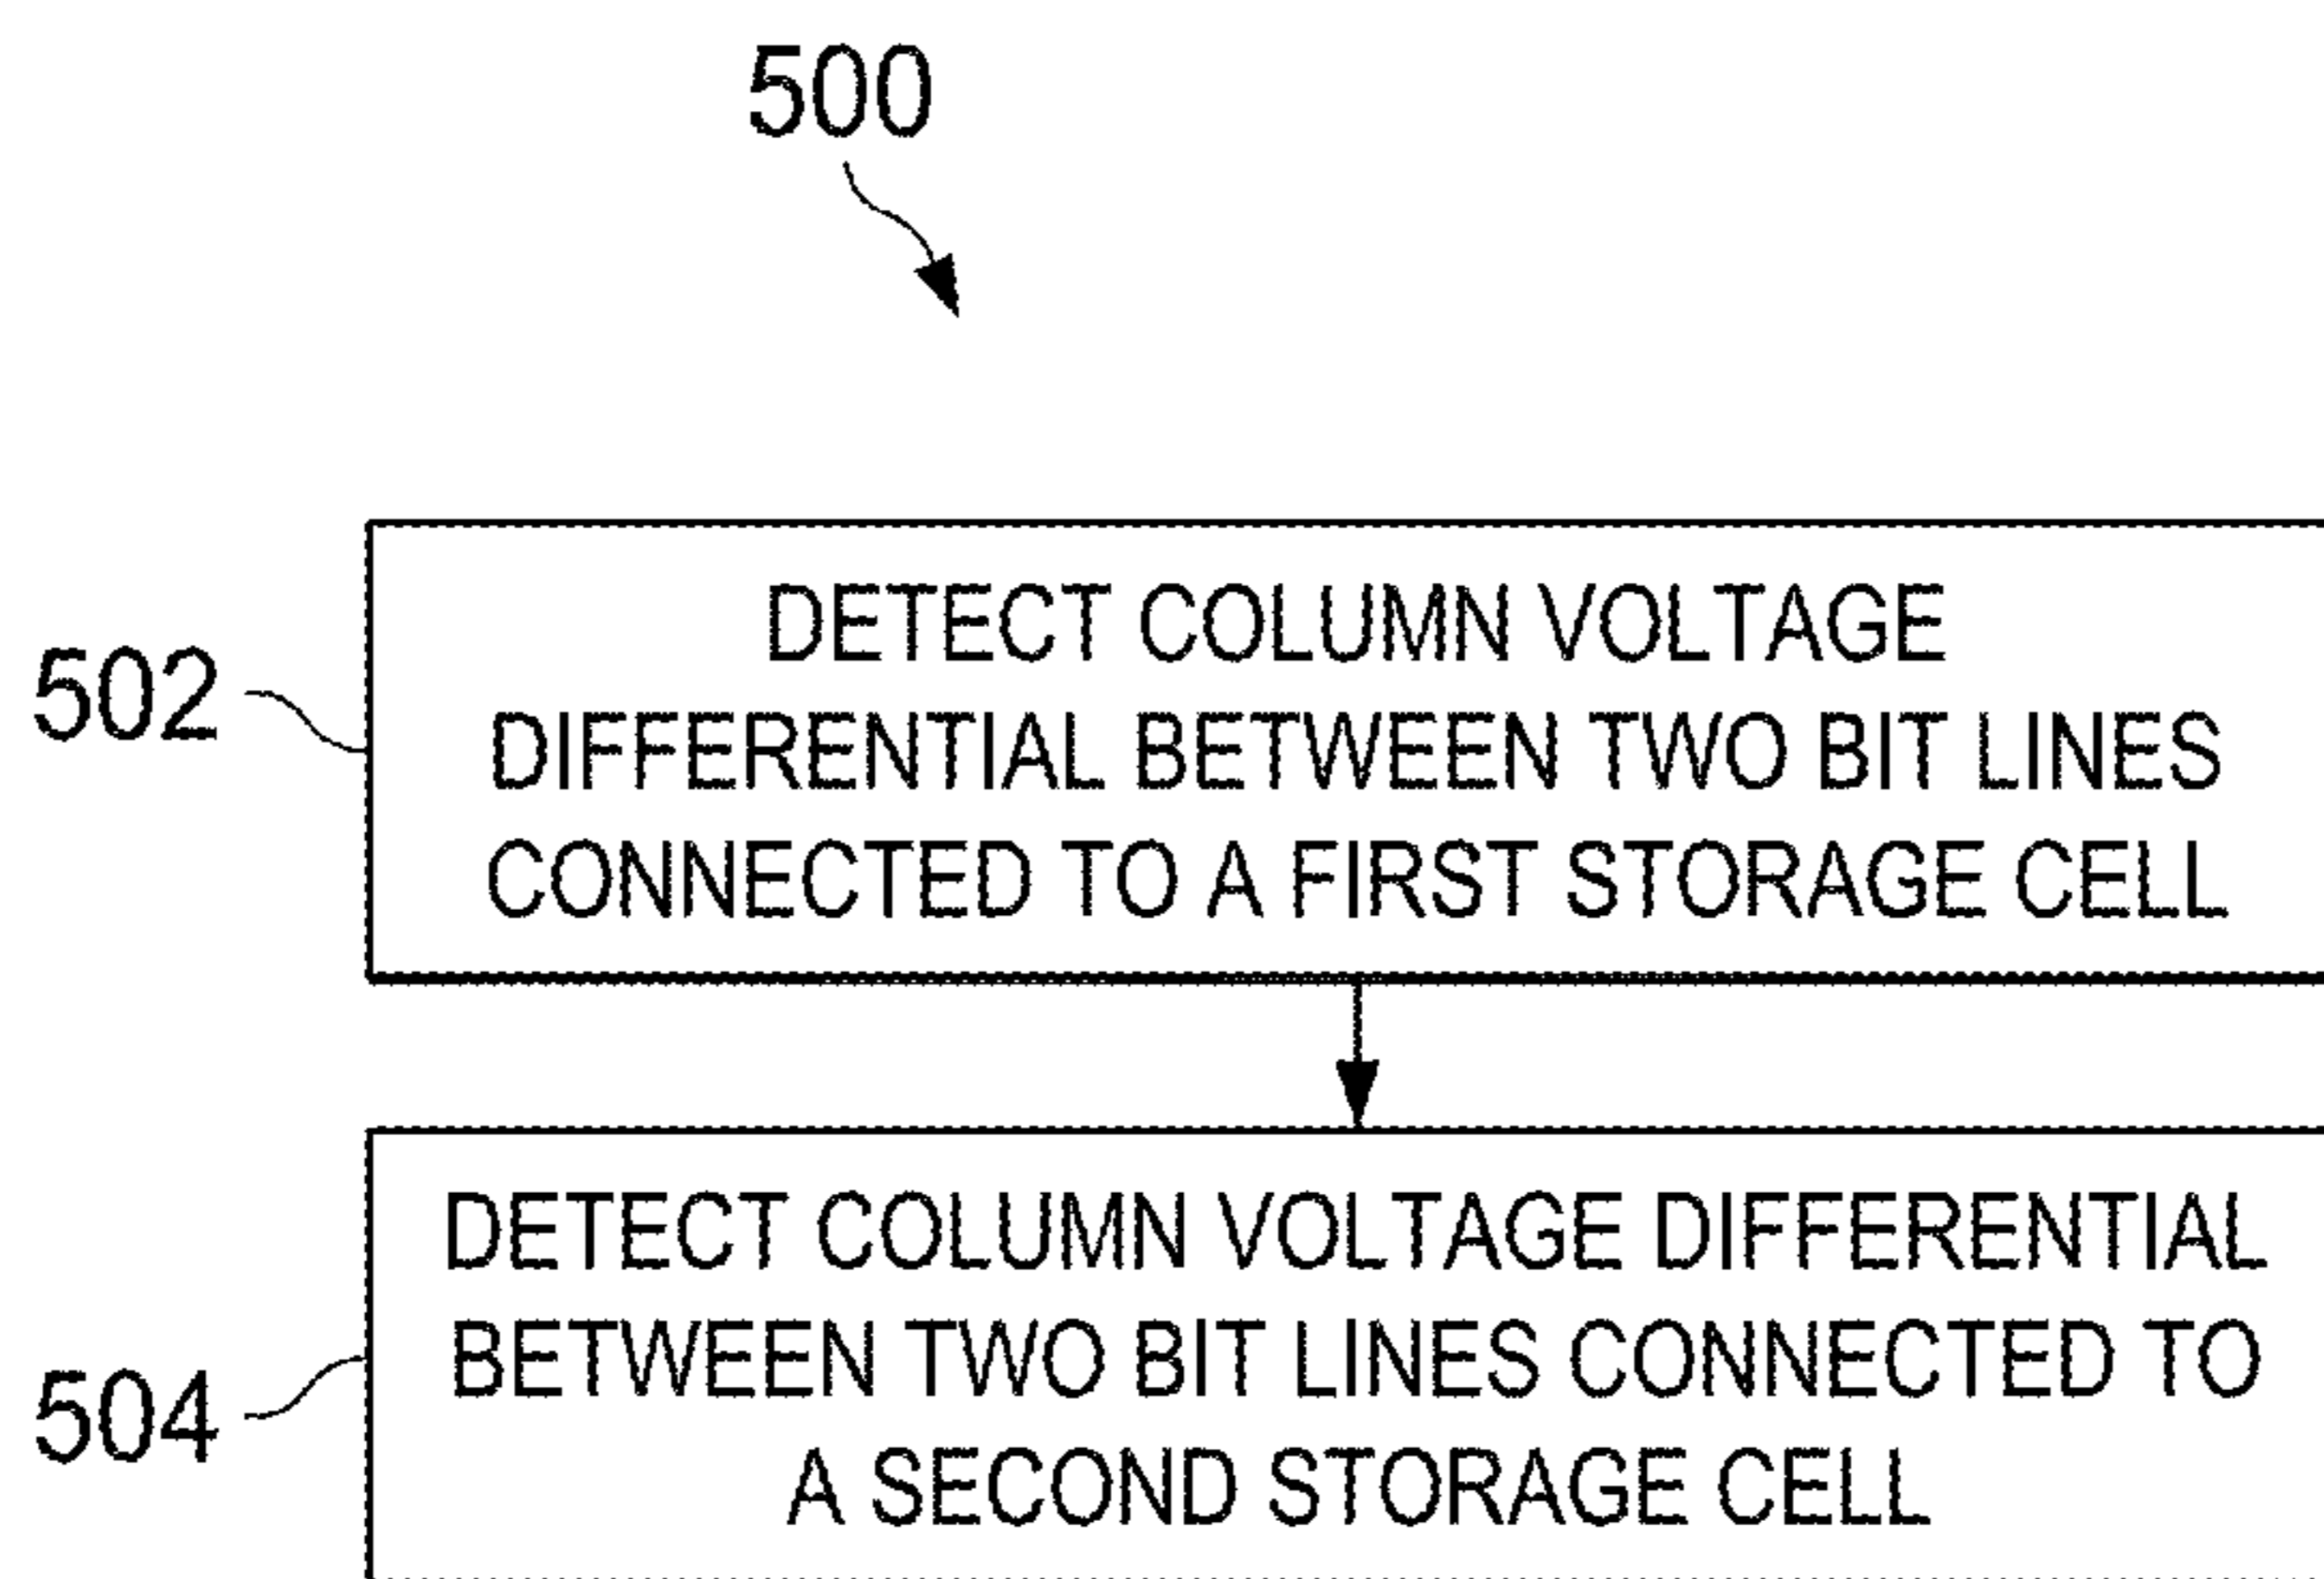 500
502
DETECT COLUMN VOLTAGE
DIFFERENTIAL BETWEEN TWO BIT LINES
CONNECTED TO A FIRST STORAGE CELL
504
DETECT COLUMN VOLTAGE DIFFERENTIAL
BETWEEN TWO BIT LINES CONNECTED TO
A SECOND STORAGE CELL